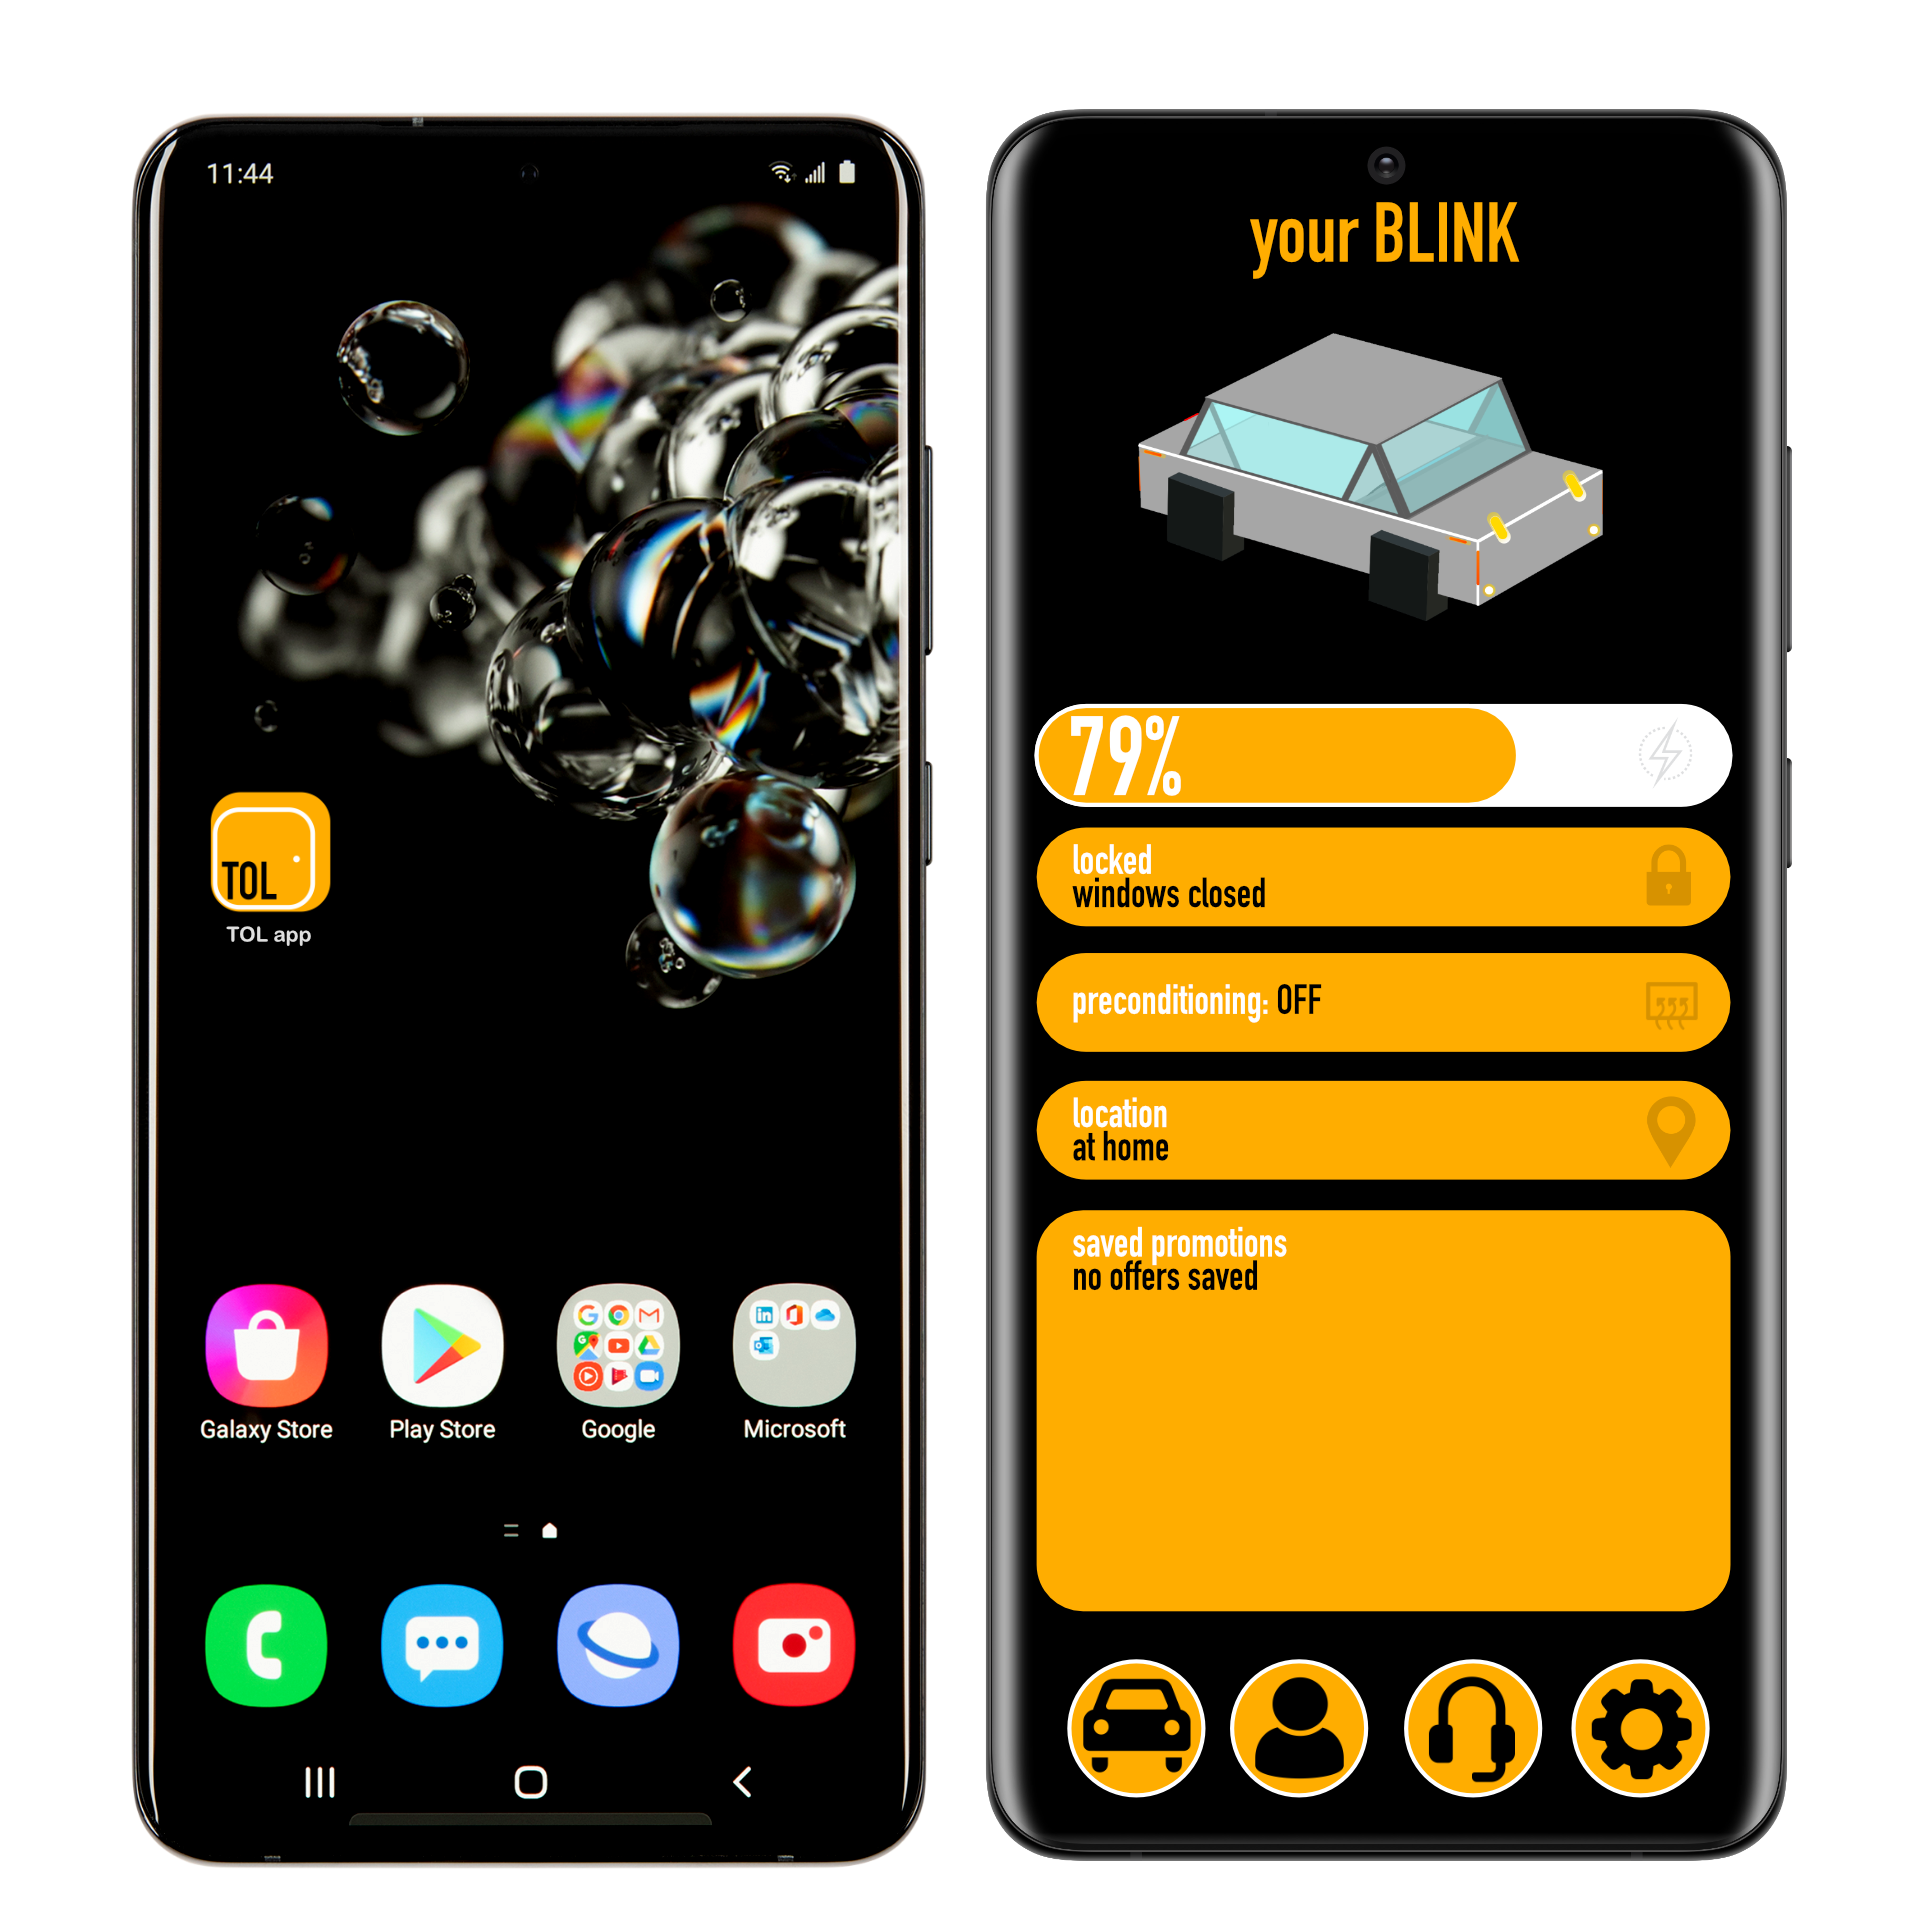 11:44
TOL
TOL app
Galaxy Store
Play Store
Google
Microsoft
your BLINK
79%
locked
windows closed
preconditioning: OFF
location
at home
saved promotions
no offers saved